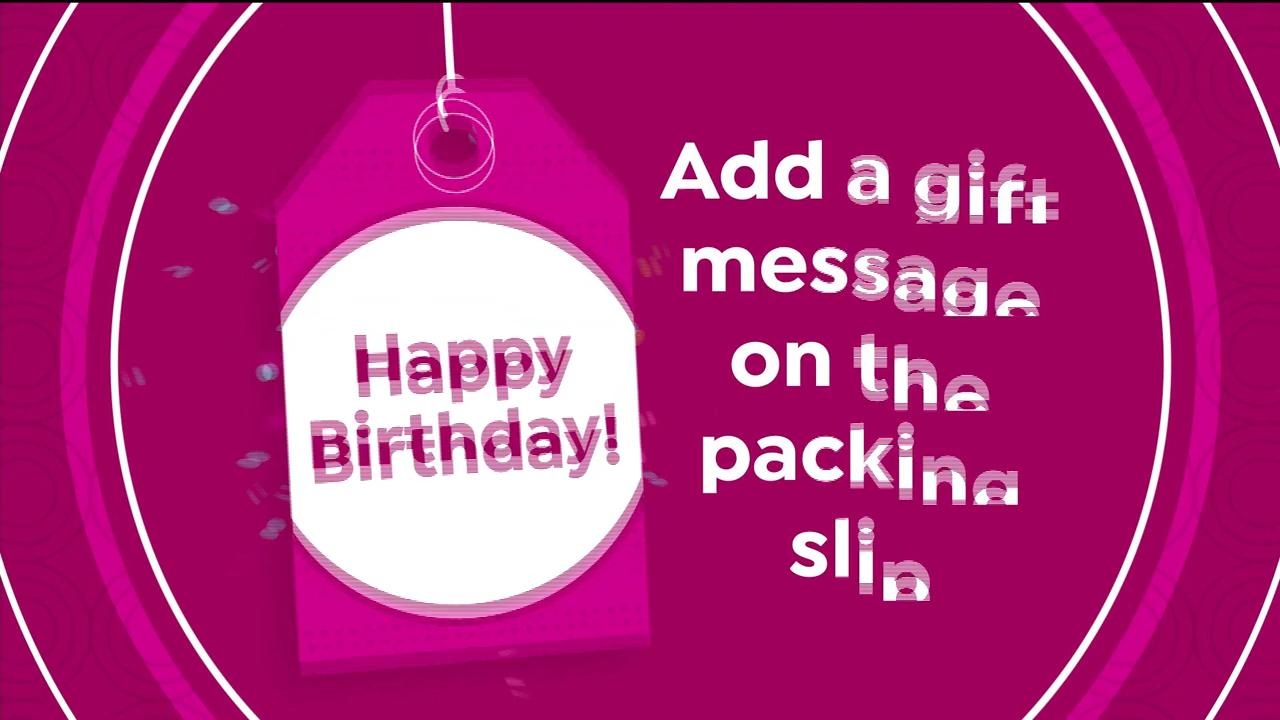 Happy
Birthday!
Add a gift
message
on the
packing
slip